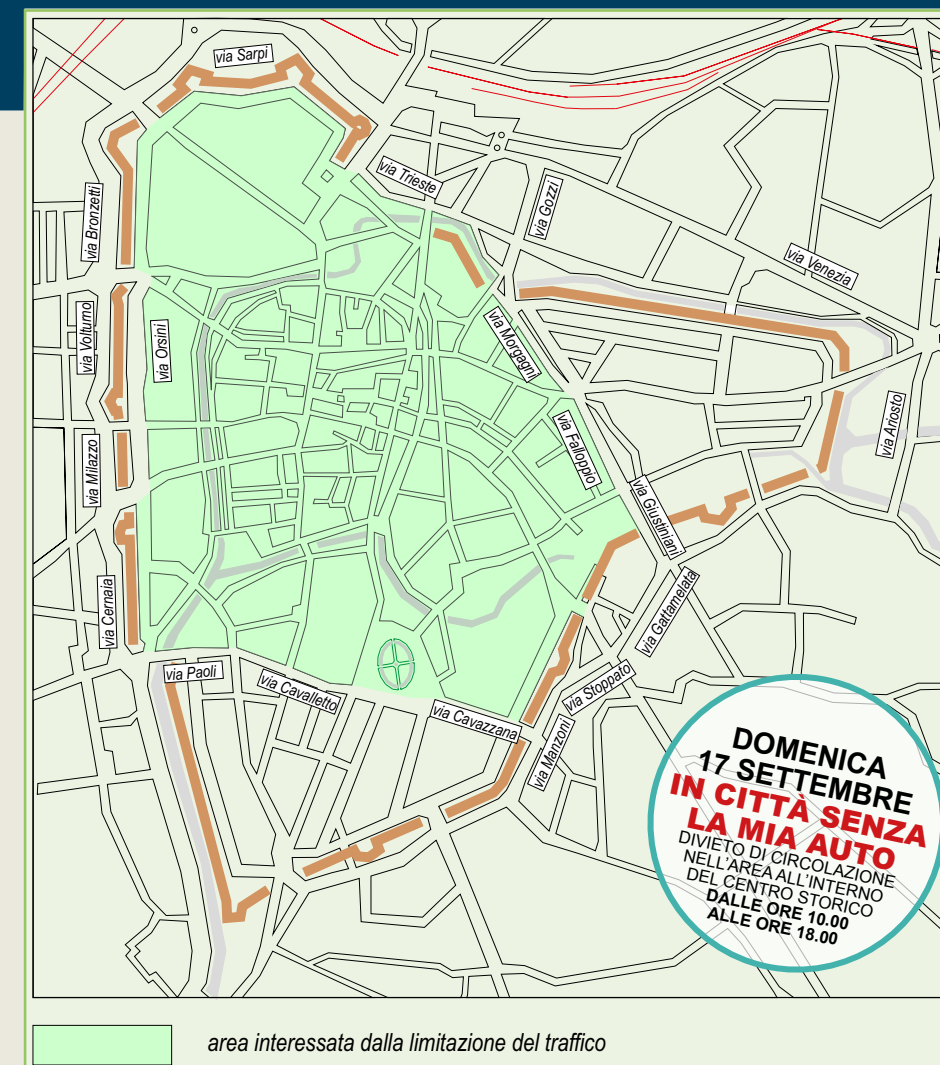 via Sarpi
via Trieste
via Gozzi
via Bronzetti
via Venezia
via Volturno
via Orsini
via Morgagni
via Ariosto
via Falloppio
via Milazzo
via Giustiniani
via Cernaia
via Gattamelata
via Paoli
via Cavalletto
via Stoppato
via Cavazzana
via Manzoni
DOMENICA
17 SETTEMBRE
IN CITTÀ SENZA
LA MIA AUTO
DIVIETO DI CIRCOLAZIONE
NELL'AREA ALL'INTERNO
DEL CENTRO STORICO
DALLE ORE 10.00
ALLE ORE 18.00
area interessata dalla limitazione del traffico